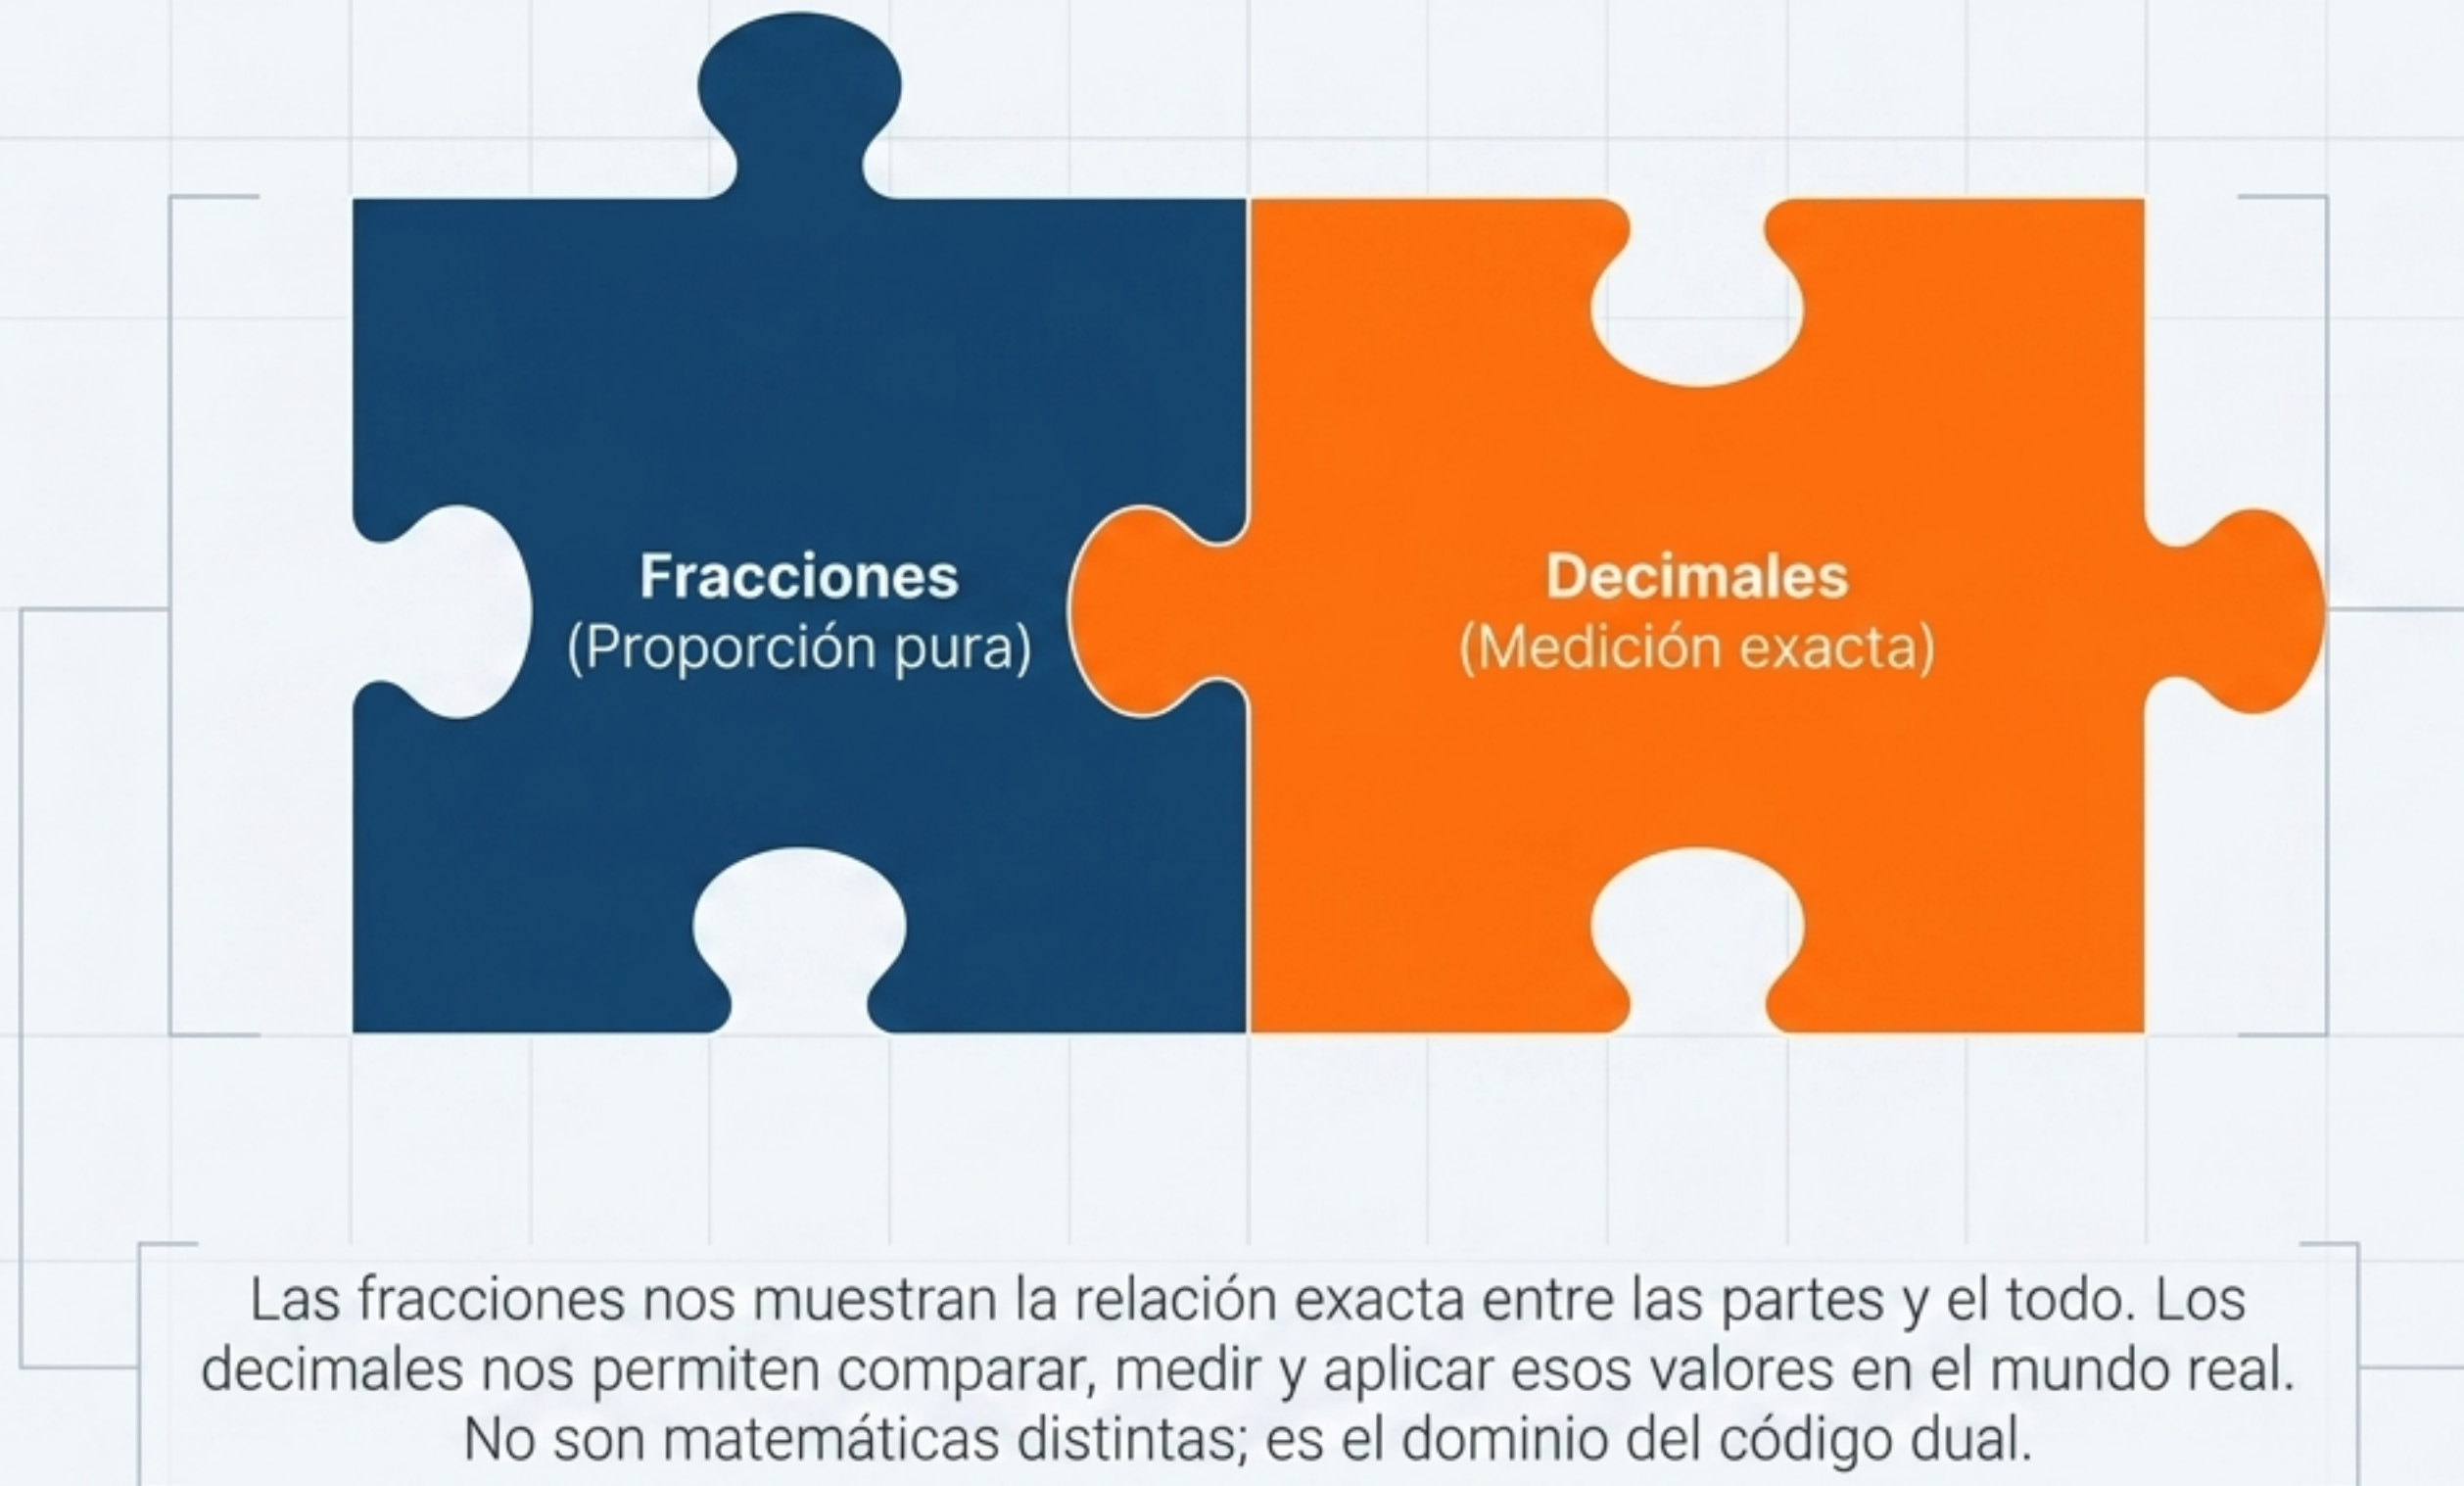 Fracciones
(Proporción pura)
Decimales
(Medición exacta)
Las fracciones nos muestran la relación exacta entre las partes y el todo. Los
decimales nos permiten comparar, medir y aplicar esos valores en el mundo real.
No son matemáticas distintas; es el dominio del código dual.